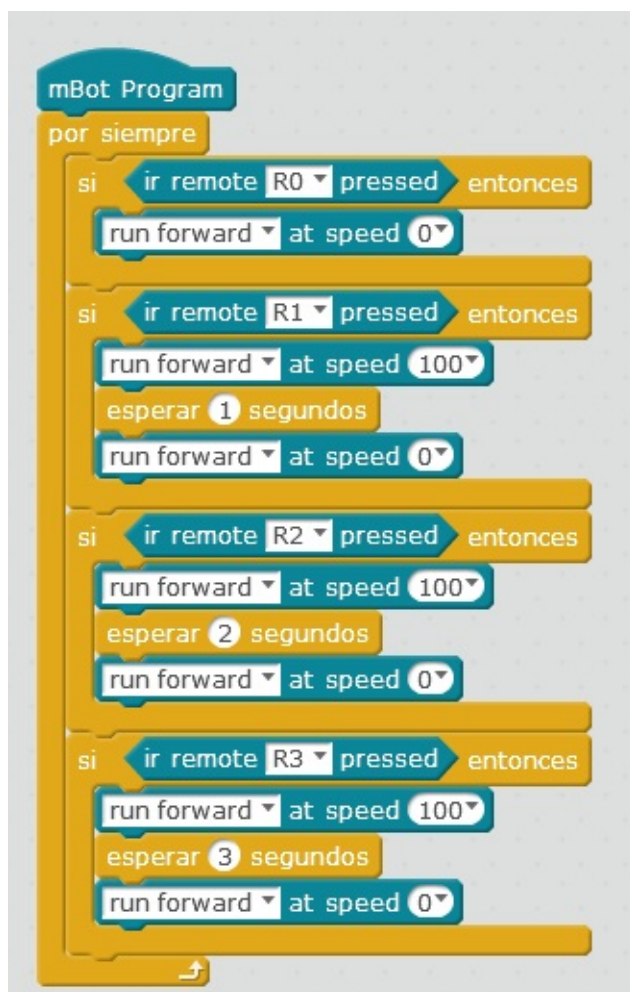 mBot Program
por siempre
si ir remote R0 pressed entonces
run forward at speed 0
si ir remote R1 pressed entonces
run forward at speed 100
esperar 1 segundos
run forward at speed 0
si ir remote R2 pressed entonces
run forward at speed 100
esperar 2 segundos
run forward at speed 0
si ir remote R3 pressed entonces
run forward at speed 100
esperar 3 segundos
run forward at speed 0